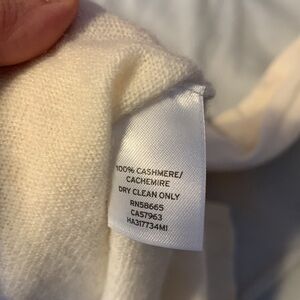 100% CASHMERE/
CACHEMIRE
DRY CLEAN ONLY
RN58665
CA57963
HA317734MI